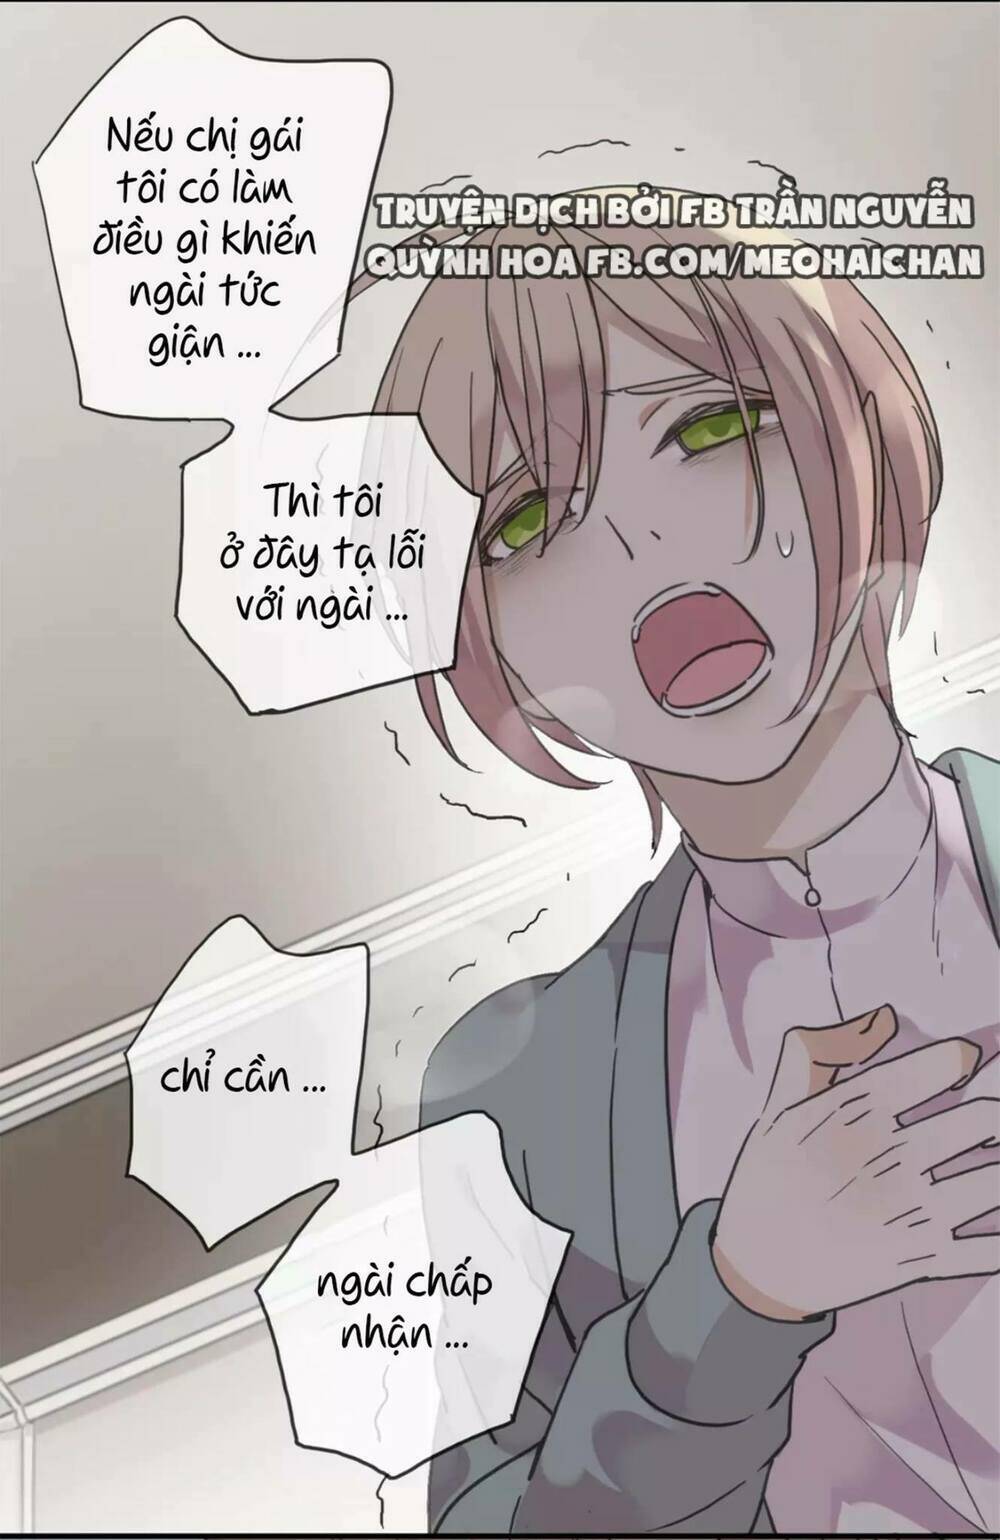 Nếu chị gái
tôi có làm
điều gì khiến
ngài tức
giận ...
TRUYỆN DỊCH BỞI FB TRẦN NGUYỄN
QUỲNH HOA FB.COM/MEOHAICHAN
Thì tôi
ở đây tạ lỗi
với ngài ...
chỉ cần ...
ngài chấp
nhận ...